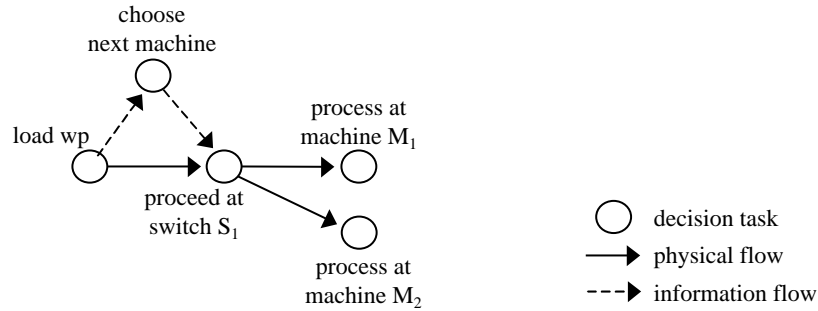 choose
next machine
load wp
process at
machine M₁
proceed at
switch S₁
process at
machine M₂
decision task
physical flow
information flow